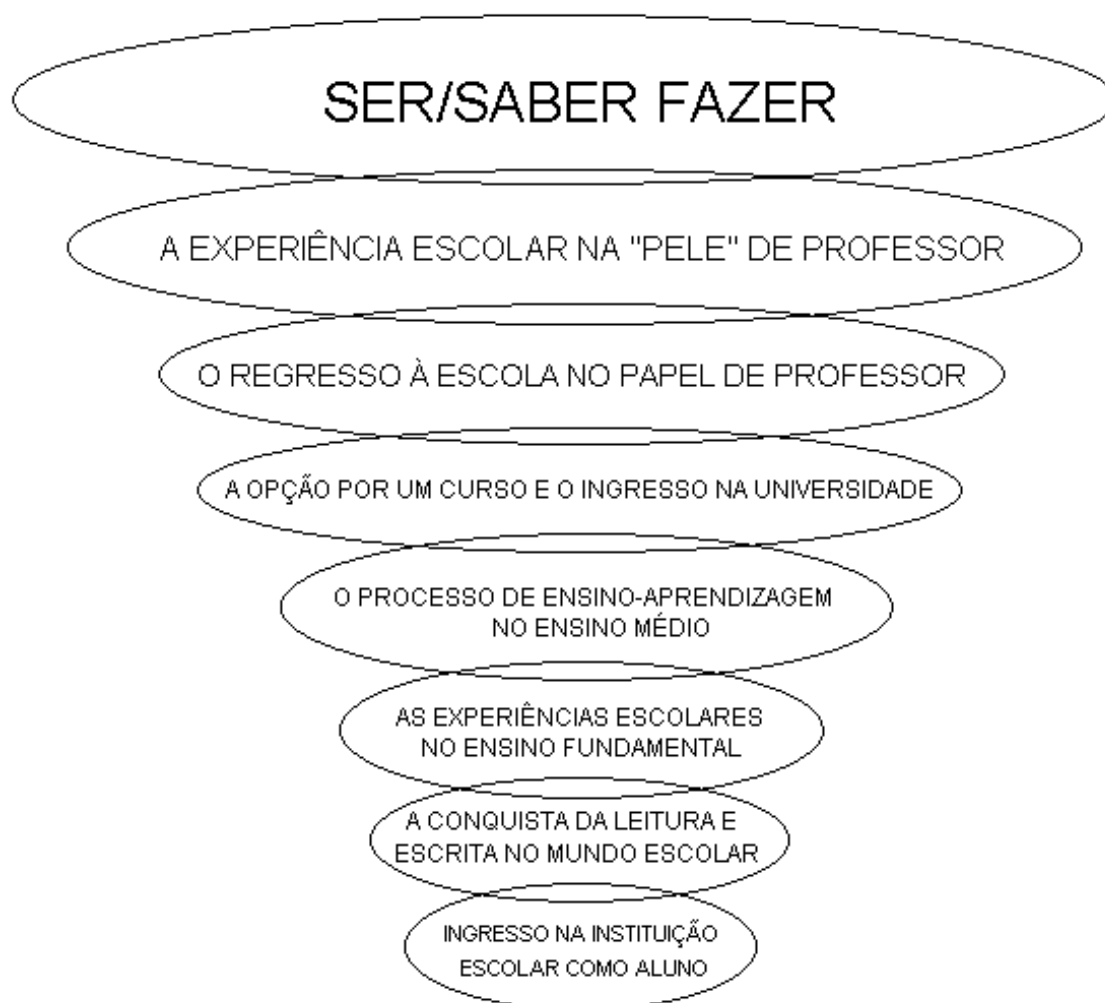 SER/SABER FAZER
A EXPERIÊNCIA ESCOLAR NA "PELE" DE PROFESSOR
O REGRESSO À ESCOLA NO PAPEL DE PROFESSOR
A OPÇÃO POR UM CURSO E O INGRESSO NA UNIVERSIDADE
O PROCESSO DE ENSINO-APRENDIZAGEM
NO ENSINO MÉDIO
AS EXPERIÊNCIAS ESCOLARES
NO ENSINO FUNDAMENTAL
A CONQUISTA DA LEITURA E
ESCRITA NO MUNDO ESCOLAR
INGRESSO NA INSTITUIÇÃO
ESCOLAR COMO ALUNO